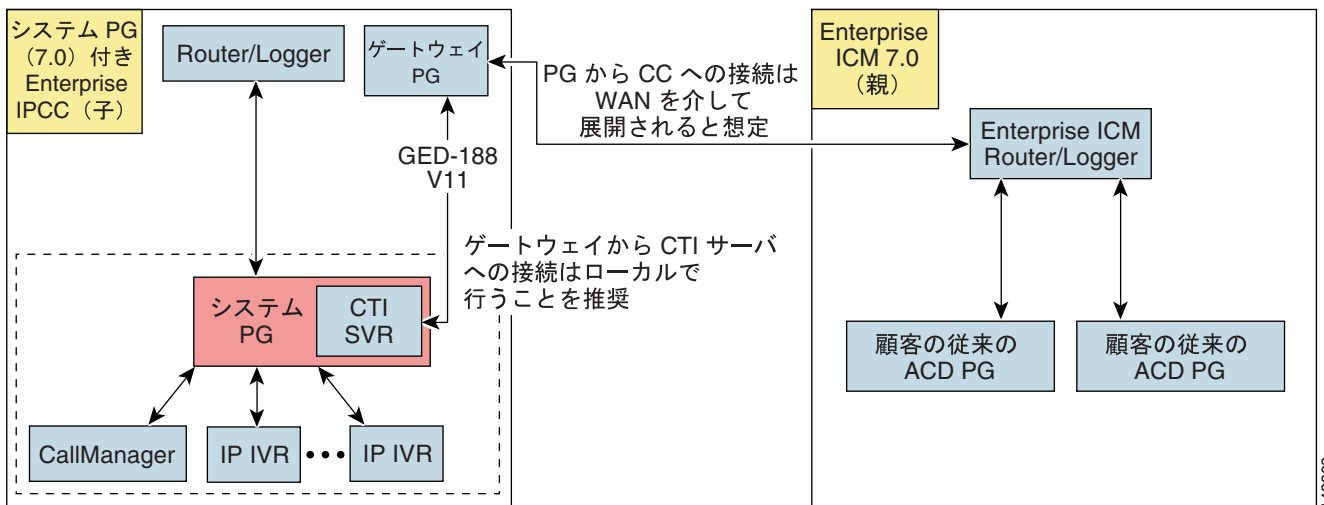 システム PG
（7.0）付き
Enterprise
IPCC（子）
Router/Logger
ゲートウェイ
PG
PG から CC への接続は
WAN を介して
展開されると想定
Enterprise
ICM 7.0
（親）
Enterprise ICM
Router/Logger
GED-188
V11
ゲートウェイから CTI サーバ
への接続はローカルで
行うことを推奨
システム
PG
CTI
SVR
顧客の従来の
ACD PG
顧客の従来の
ACD PG
CallManager
IP IVR
IP IVR